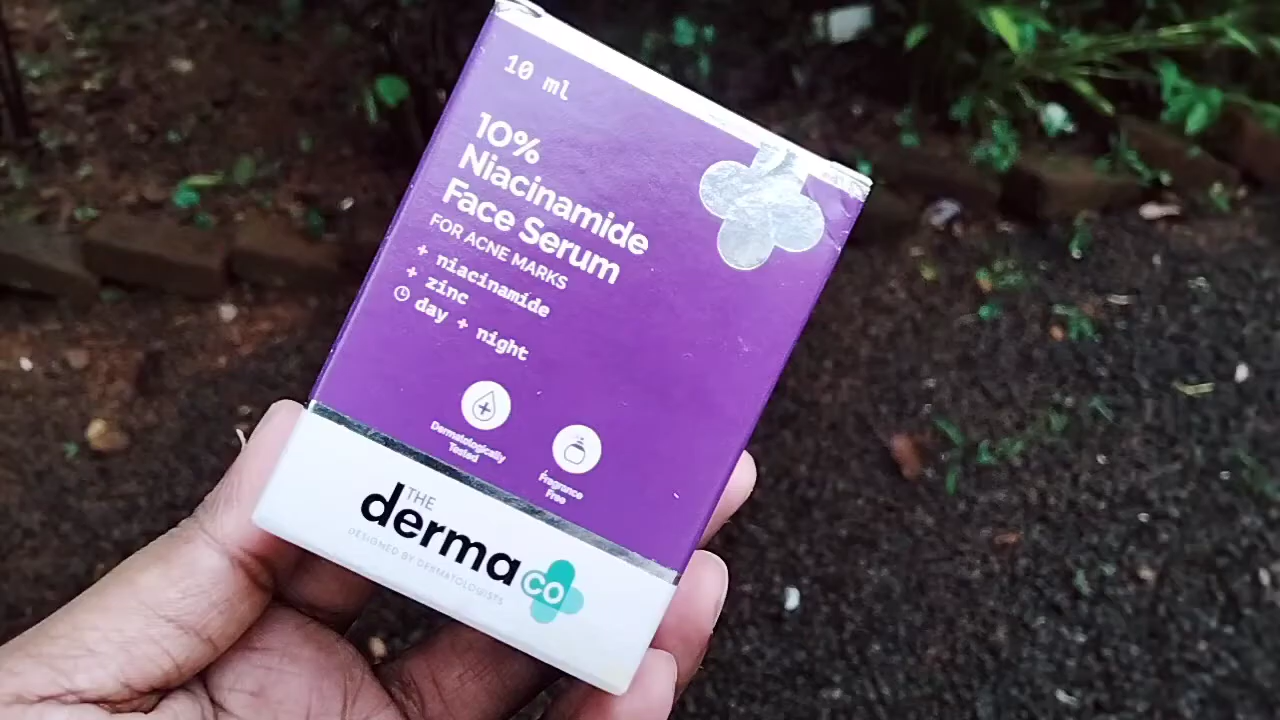 10 ml
10%
Niacinamide
Face Serum
FOR ACNE MARKS
+ niacinamide
+ zinc
day + night
Dermatologically
Tested
Fragrance
Free
THE
derma
co
DESIGNED BY DERMATOLOGISTS